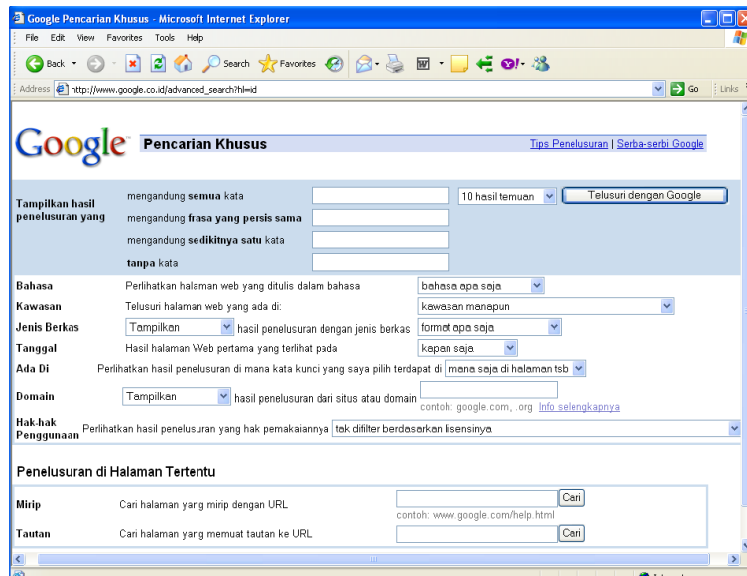 Google Pencarian Khusus - Microsoft Internet Explorer
File Edit View Favorites Tools Help
Back Search Favorites
Address http://www.google.co.id/advanced_search?hl=id Go Links
Google™ Pencarian Khusus Tips Penelusuran | Serba-serbi Google
Tampilkan hasil penelusuran yang
mengandung semua kata 10 hasil temuan Telusuri dengan Google
mengandung frasa yang persis sama
mengandung sedikitnya satu kata
tanpa kata
Bahasa Perlihatkan halaman web yang ditulis dalam bahasa bahasa apa saja
Kawasan Telusuri halaman web yang ada di: kawasan manapun
Jenis Berkas Tampilkan hasil penelusuran dengan jenis berkas format apa saja
Tanggal Hasil halaman Web pertama yang terlihat pada kapan saja
Ada Di Perlihatkan hasil penelusuran di mana kata kunci yang saya pilih terdapat di mana saja di halaman tsb
Domain Tampilkan hasil penelusuran dari situs atau domain
contoh: google.com, .org Info selengkapnya
Hak-hak Penggunaan Perlihatkan hasil penelusuran yang hak pemakaiannya tak difilter berdasarkan lisensinya
Penelusuran di Halaman Tertentu
Mirip Cari halaman yang mirip dengan URL Cari
contoh: www.google.com/help.html
Tautan Cari halaman yang memuat tautan ke URL Cari